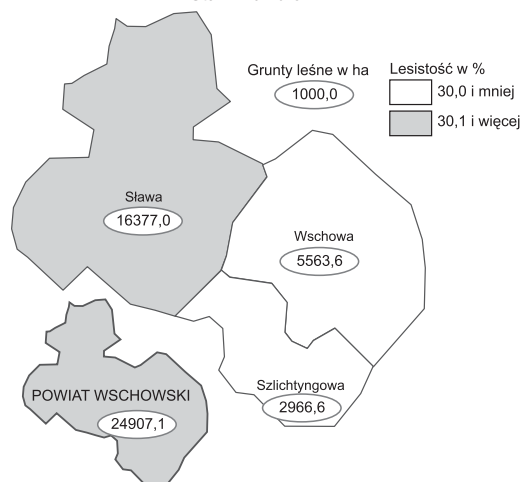 Grunty leśne w ha
1000,0
Lesistość w %
30,0 i mniej
30,1 i więcej
Sława
16377,0
Wschowa
5563,6
Szlichtyngowa
2966,6
POWIAT WSCHOWSKI
24907,1